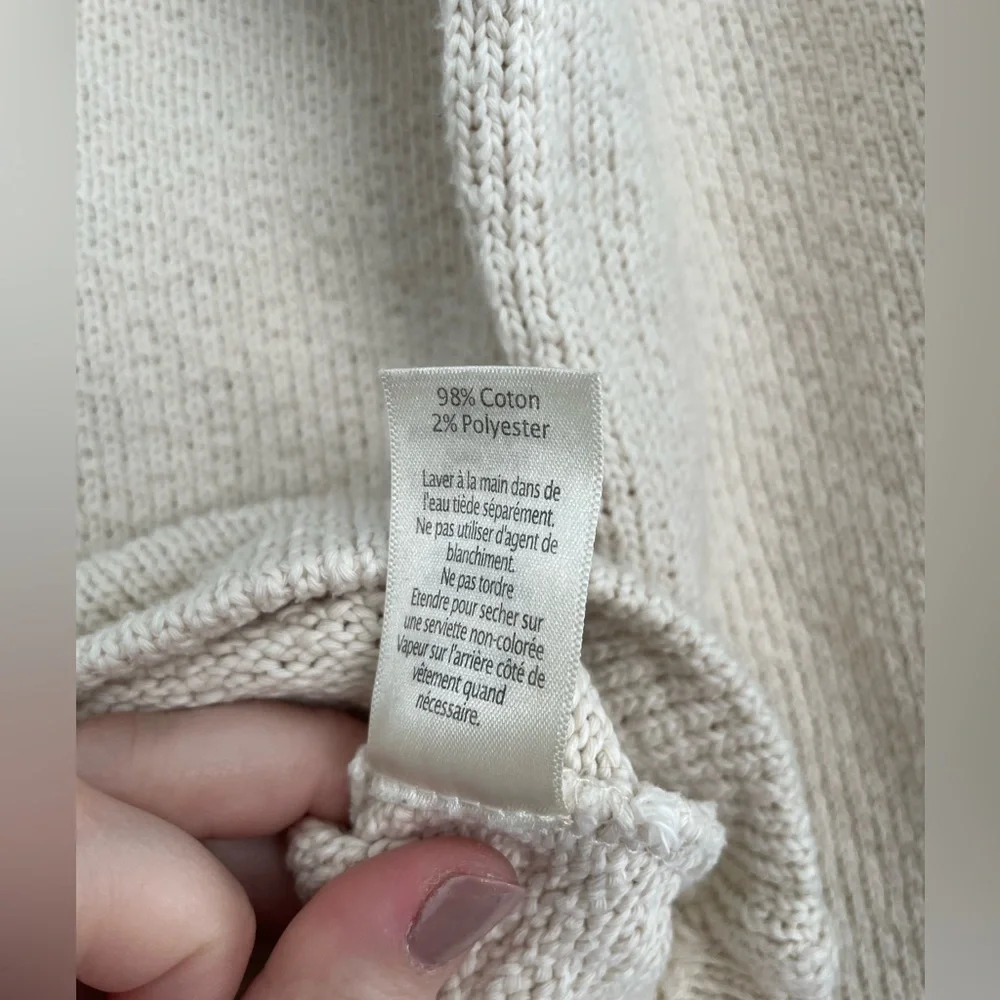 98% Coton
2% Polyester
Laver à la main dans de
l'eau tiède séparément.
Ne pas utiliser d'agent de
blanchiment.
Ne pas tordre
Etendre pour secher sur
une serviette non-colorée
Vapeur sur l'arrière côté de
vêtement quand
nécessaire.